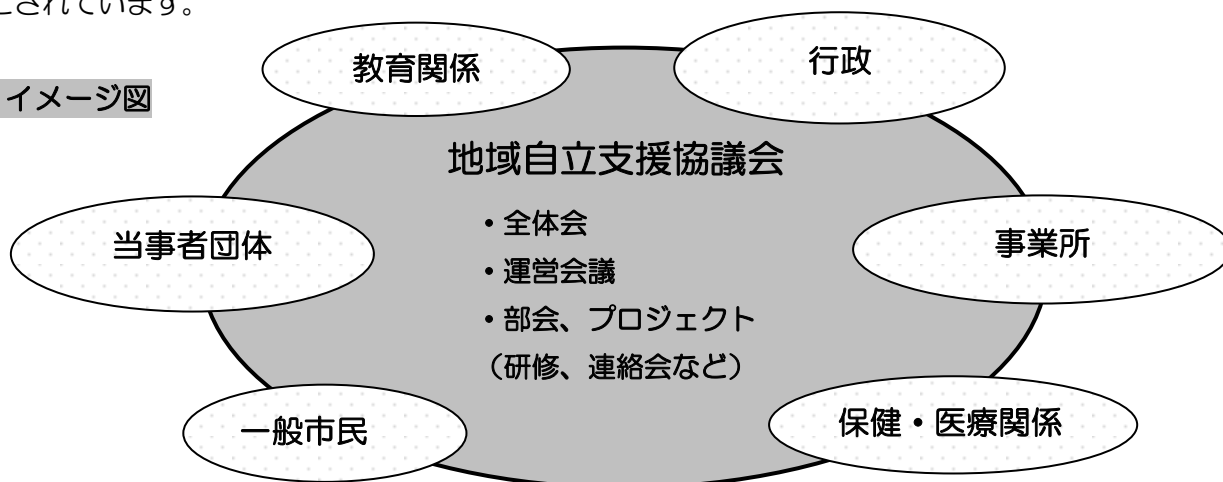 にされています。
イメージ図
教育関係
行政
地域自立支援協議会
・全体会
・運営会議
・部会、プロジェクト
（研修、連絡会など）
当事者団体
事業所
一般市民
保健・医療関係